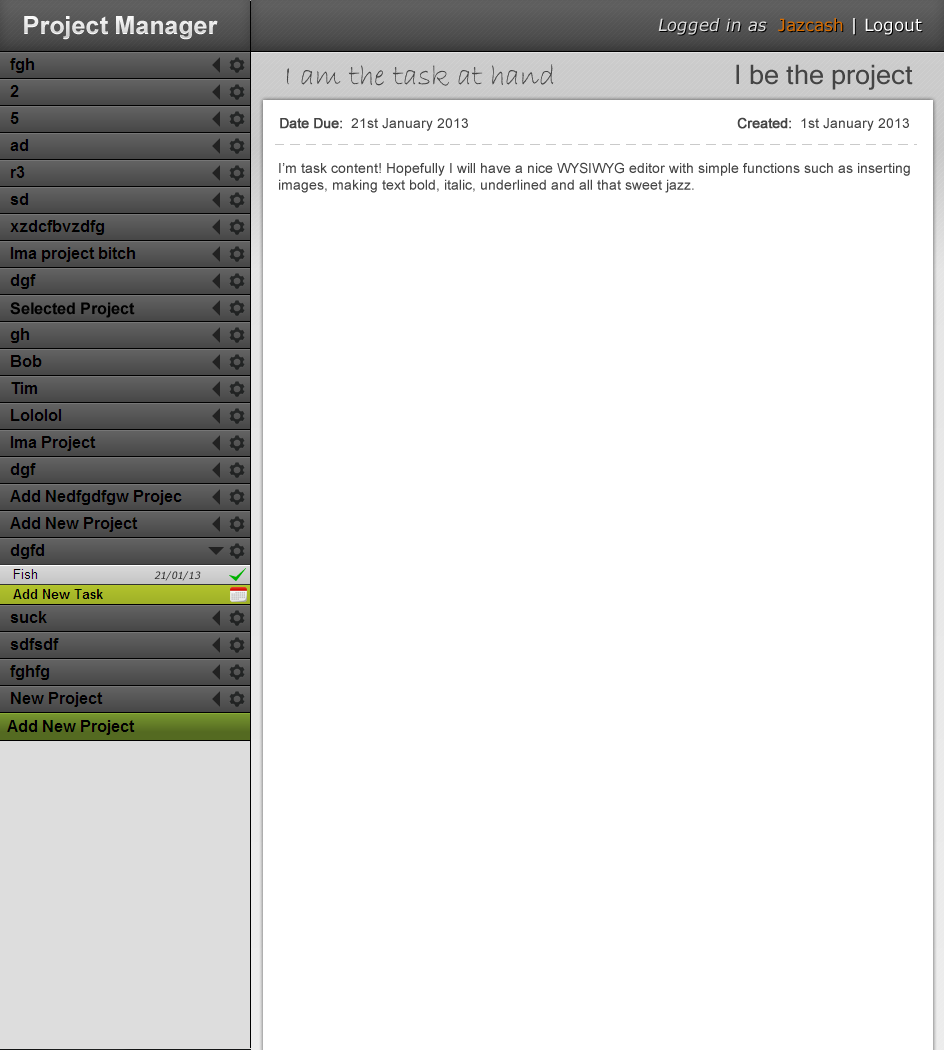 Project Manager
Logged in as Jazcash | Logout
fgh
2
5
ad
r3
sd
xzdcfbvzdfg
Ima project bitch
dgf
Selected Project
gh
Bob
Tim
Lololol
Ima Project
dgf
Add Nedfgdfgw Projec
Add New Project
dgfd
Fish 21/01/13
Add New Task
suck
sdfsdf
fghfg
New Project
Add New Project
I am the task at hand
I be the project
Date Due: 21st January 2013
Created: 1st January 2013
I'm task content! Hopefully I will have a nice WYSIWYG editor with simple functions such as inserting
images, making text bold, italic, underlined and all that sweet jazz.